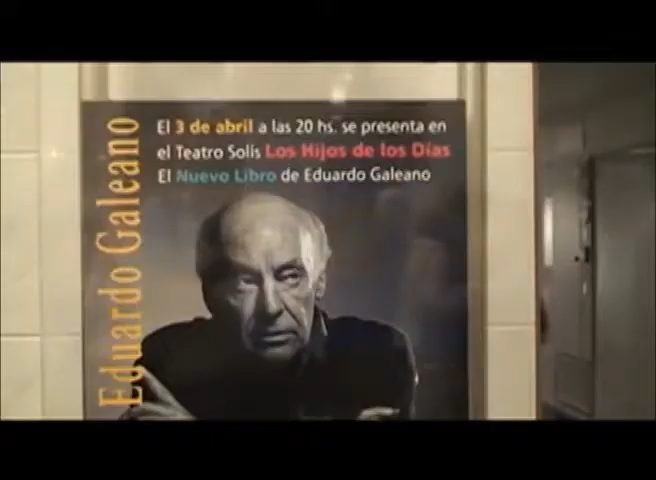 Eduardo Galeano
El 3 de abril a las 20 hs. se presenta en
el Teatro Solís Los Hijos de los Días
El Nuevo Libro de Eduardo Galeano